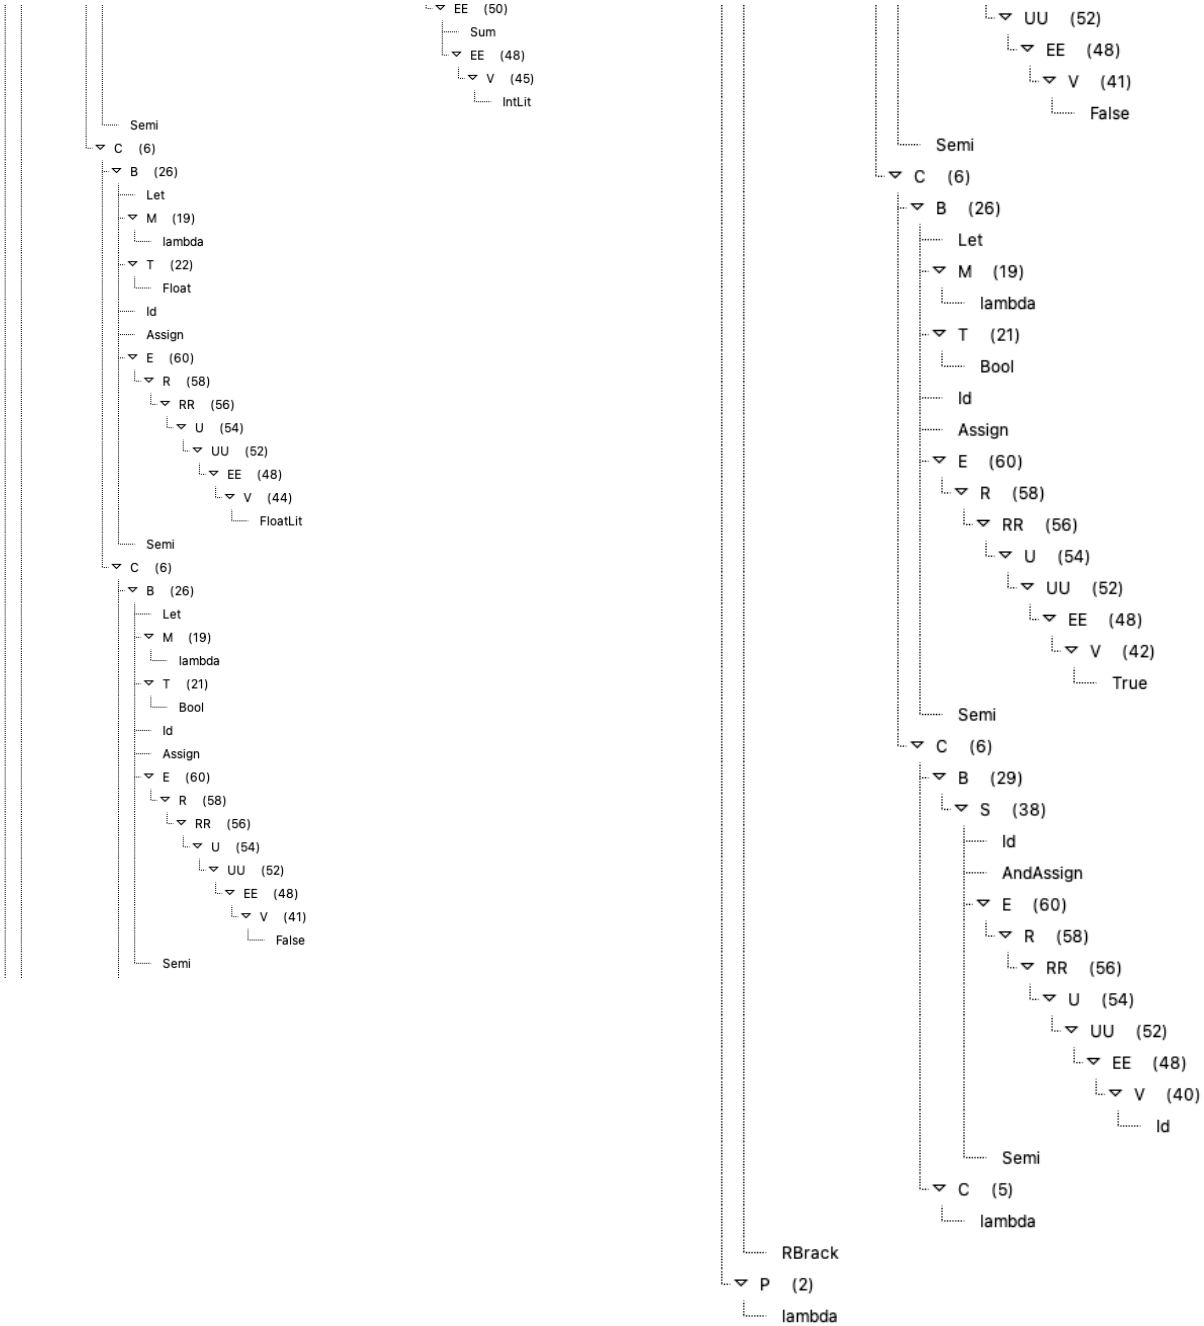 EE (50)
Sum
EE (48)
V (45)
IntLit
Semi
C (6)
B (26)
Let
M (19)
lambda
T (22)
Float
Id
Assign
E (60)
R (58)
RR (56)
U (54)
UU (52)
EE (48)
V (44)
FloatLit
Semi
C (6)
B (26)
Let
M (19)
lambda
T (21)
Bool
Id
Assign
E (60)
R (58)
RR (56)
U (54)
UU (52)
EE (48)
V (41)
False
Semi
UU (52)
EE (48)
V (41)
False
Semi
C (6)
B (26)
Let
M (19)
lambda
T (21)
Bool
Id
Assign
E (60)
R (58)
RR (56)
U (54)
UU (52)
EE (48)
V (42)
True
Semi
C (6)
B (29)
S (38)
Id
AndAssign
E (60)
R (58)
RR (56)
U (54)
UU (52)
EE (48)
V (40)
Id
Semi
C (5)
lambda
RBrack
P (2)
lambda